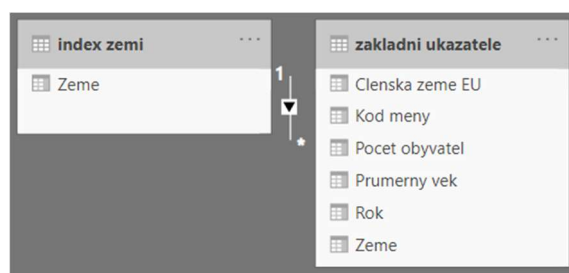 index zemi
Zeme
1
*
zakladni ukazatele
Clenska zeme EU
Kod meny
Pocet obyvatel
Prumerny vek
Rok
Zeme